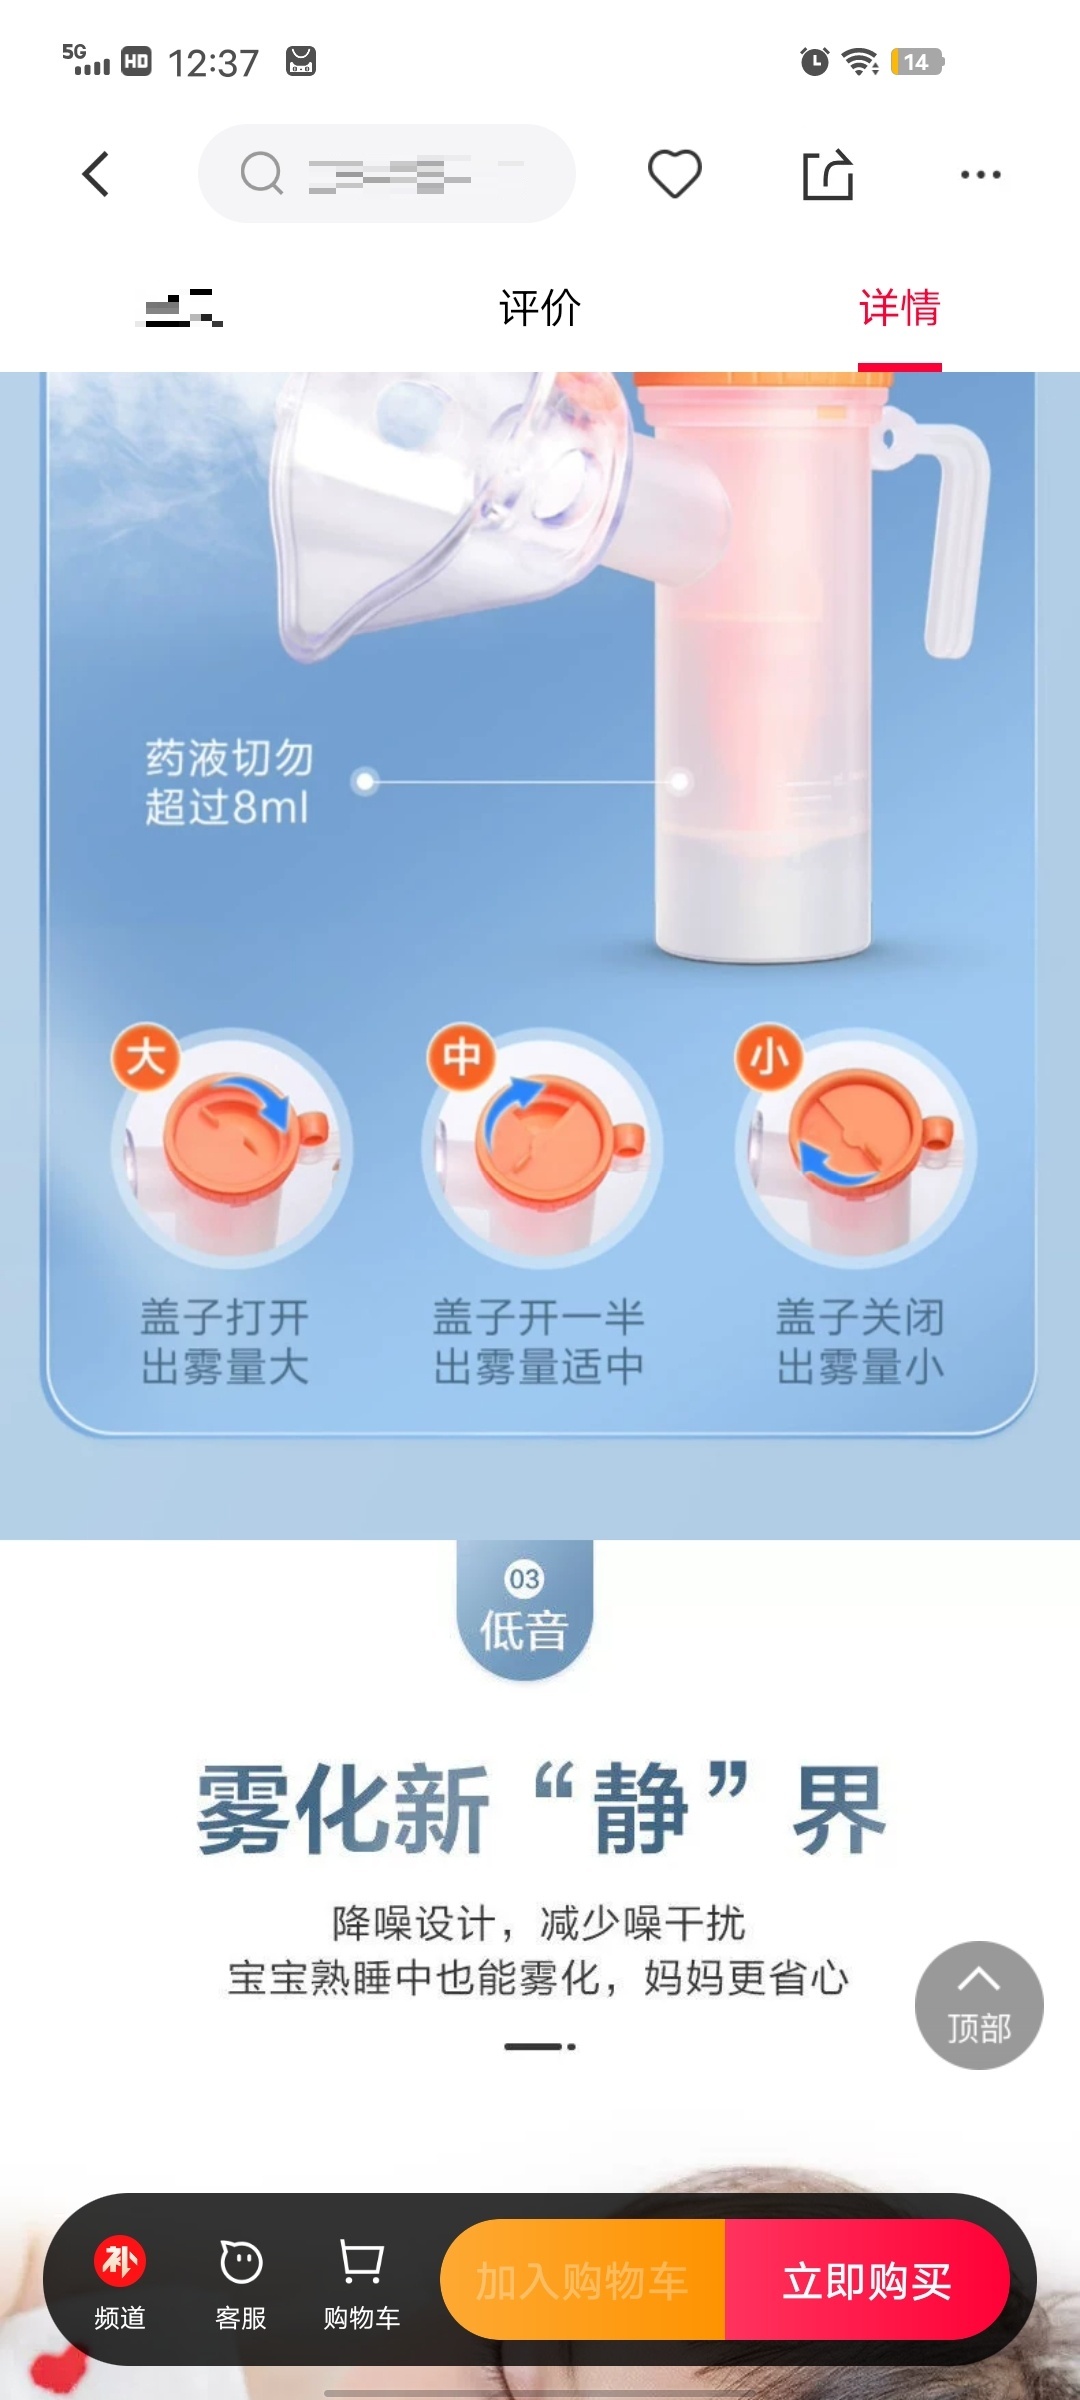 5G HD 12:37 14
评价
详情
药液切勿
超过8ml
大
中
小
盖子打开
出雾量大
盖子开一半
出雾量适中
盖子关闭
出雾量小
03
低音
雾化新“静”界
降噪设计，减少噪干扰
宝宝熟睡中也能雾化，妈妈更省心
顶部
补
频道
客服
购物车
加入购物车
立即购买